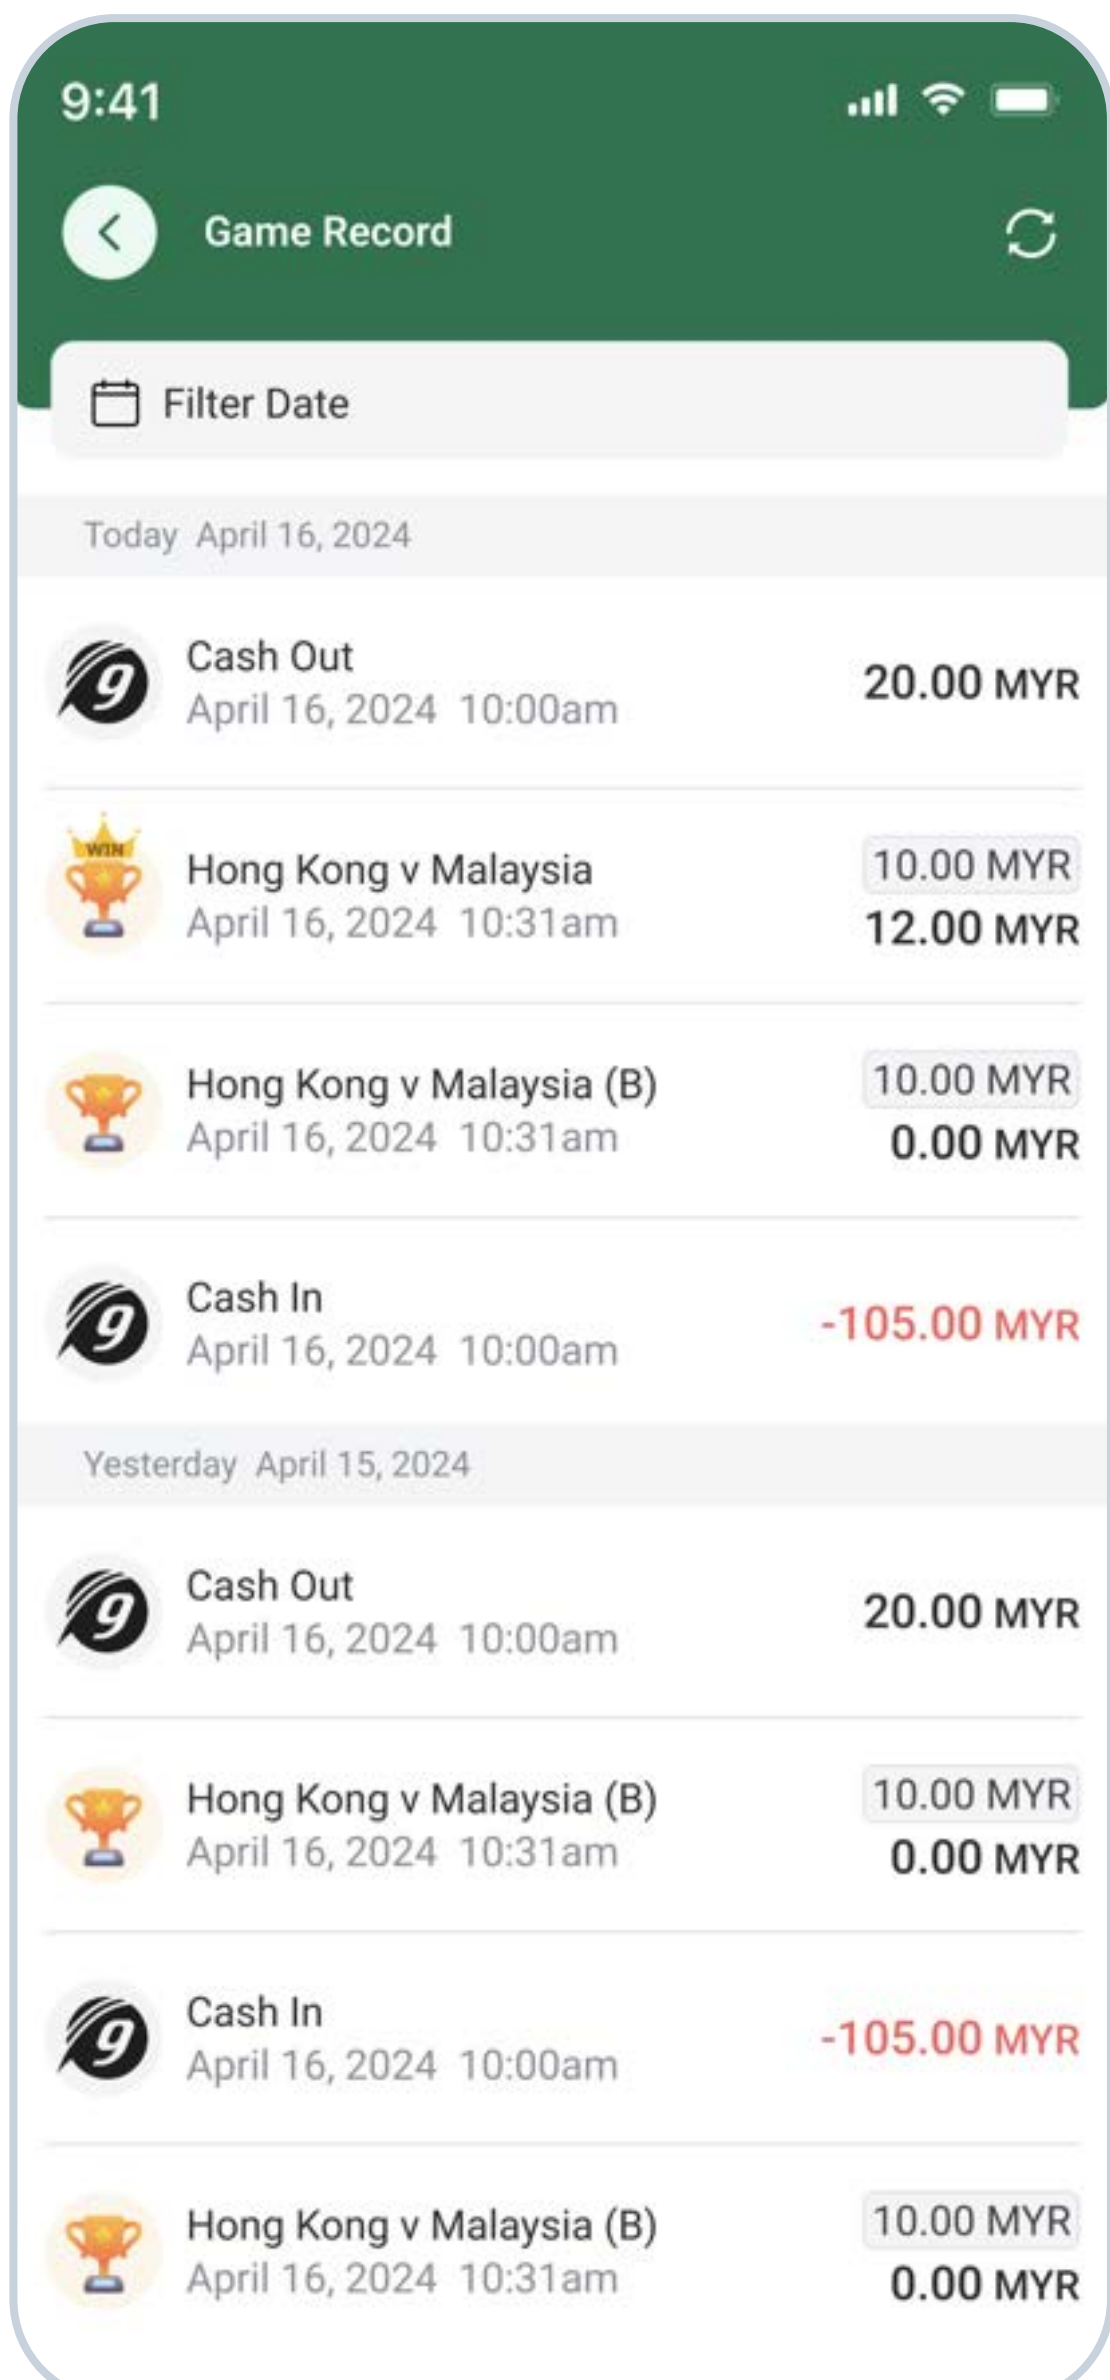 9:41
Game Record
Filter Date
Today April 16, 2024
Cash Out
April 16, 2024 10:00am
20.00 MYR
WIN
Hong Kong v Malaysia
April 16, 2024 10:31am
10.00 MYR
12.00 MYR
Hong Kong v Malaysia (B)
April 16, 2024 10:31am
10.00 MYR
0.00 MYR
Cash In
April 16, 2024 10:00am
-105.00 MYR
Yesterday April 15, 2024
Cash Out
April 16, 2024 10:00am
20.00 MYR
Hong Kong v Malaysia (B)
April 16, 2024 10:31am
10.00 MYR
0.00 MYR
Cash In
April 16, 2024 10:00am
-105.00 MYR
Hong Kong v Malaysia (B)
April 16, 2024 10:31am
10.00 MYR
0.00 MYR